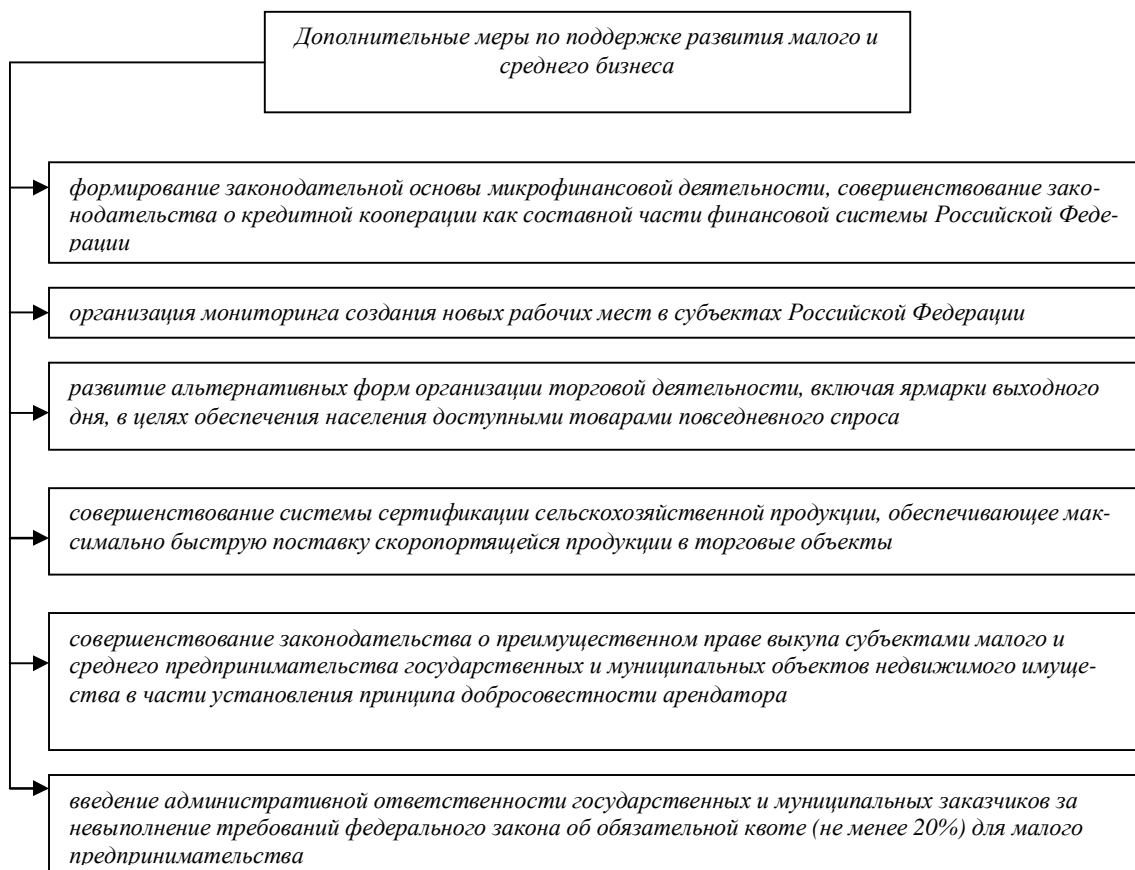 Дополнительные меры по поддержке развития малого и
среднего бизнеса
формирование законодательной основы микрофинансовой деятельности, совершенствование зако-
нодательства о кредитной кооперации как составной части финансовой системы Российской Феде-
рации
организация мониторинга создания новых рабочих мест в субъектах Российской Федерации
развитие альтернативных форм организации торговой деятельности, включая ярмарки выходного
дня, в целях обеспечения населения доступными товарами повседневного спроса
совершенствование системы сертификации сельскохозяйственной продукции, обеспечивающее мак-
симально быструю поставку скоропортящейся продукции в торговые объекты
совершенствование законодательства о преимущественном праве выкупа субъектами малого и
среднего предпринимательства государственных и муниципальных объектов недвижимого имуще-
ства в части установления принципа добросовестности арендатора
введение административной ответственности государственных и муниципальных заказчиков за
невыполнение требований федерального закона об обязательной квоте (не менее 20%) для малого
предпринимательства